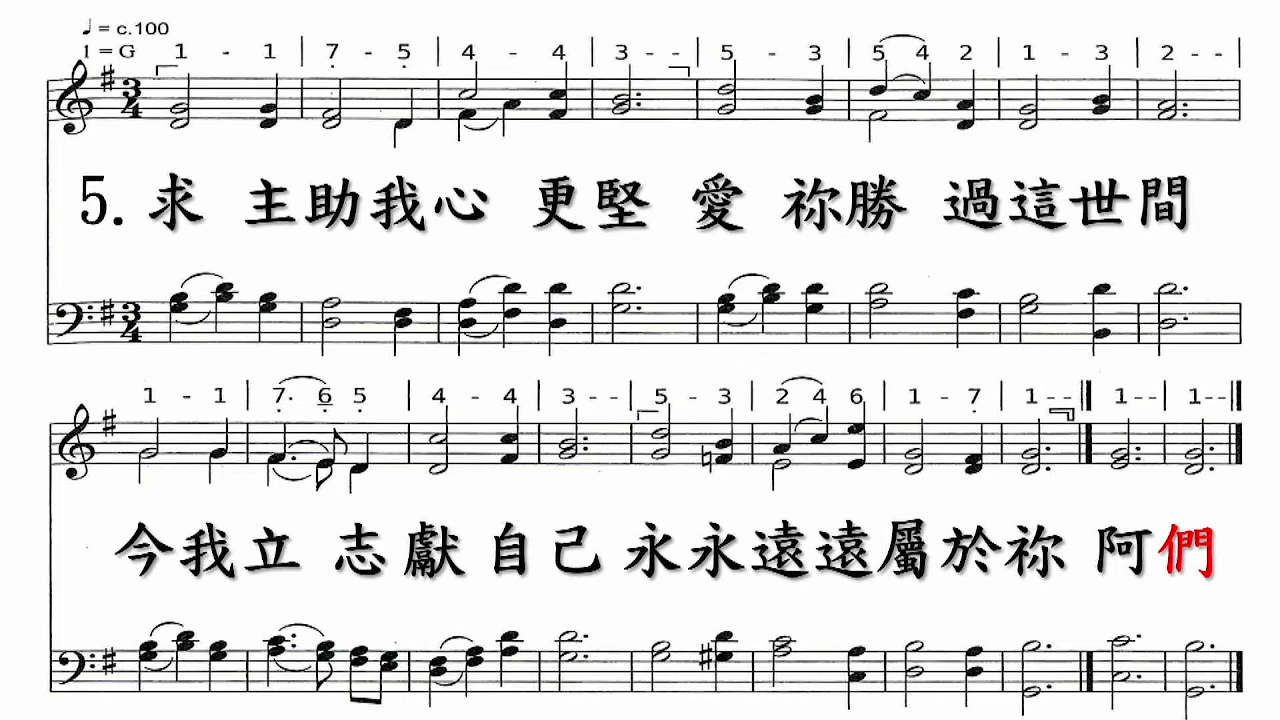 ♩ = c.100
1 = G 1 - 1 | 7 - 5 | 4 - 4 | 3 - - | 5 - 3 | 5 4 2 | 1 - 3 | 2 - - |
5. 求 主助我心 更堅 愛 祢勝 過這世間
1 - 1 | 7· 6 5 | 4 - 4 | 3 - - | 5 - 3 | 2 4 6 | 1 - 7 | 1 - - | 1 - - | 1 - - |
今我立 志獻 自己 永永遠遠屬於祢 阿們